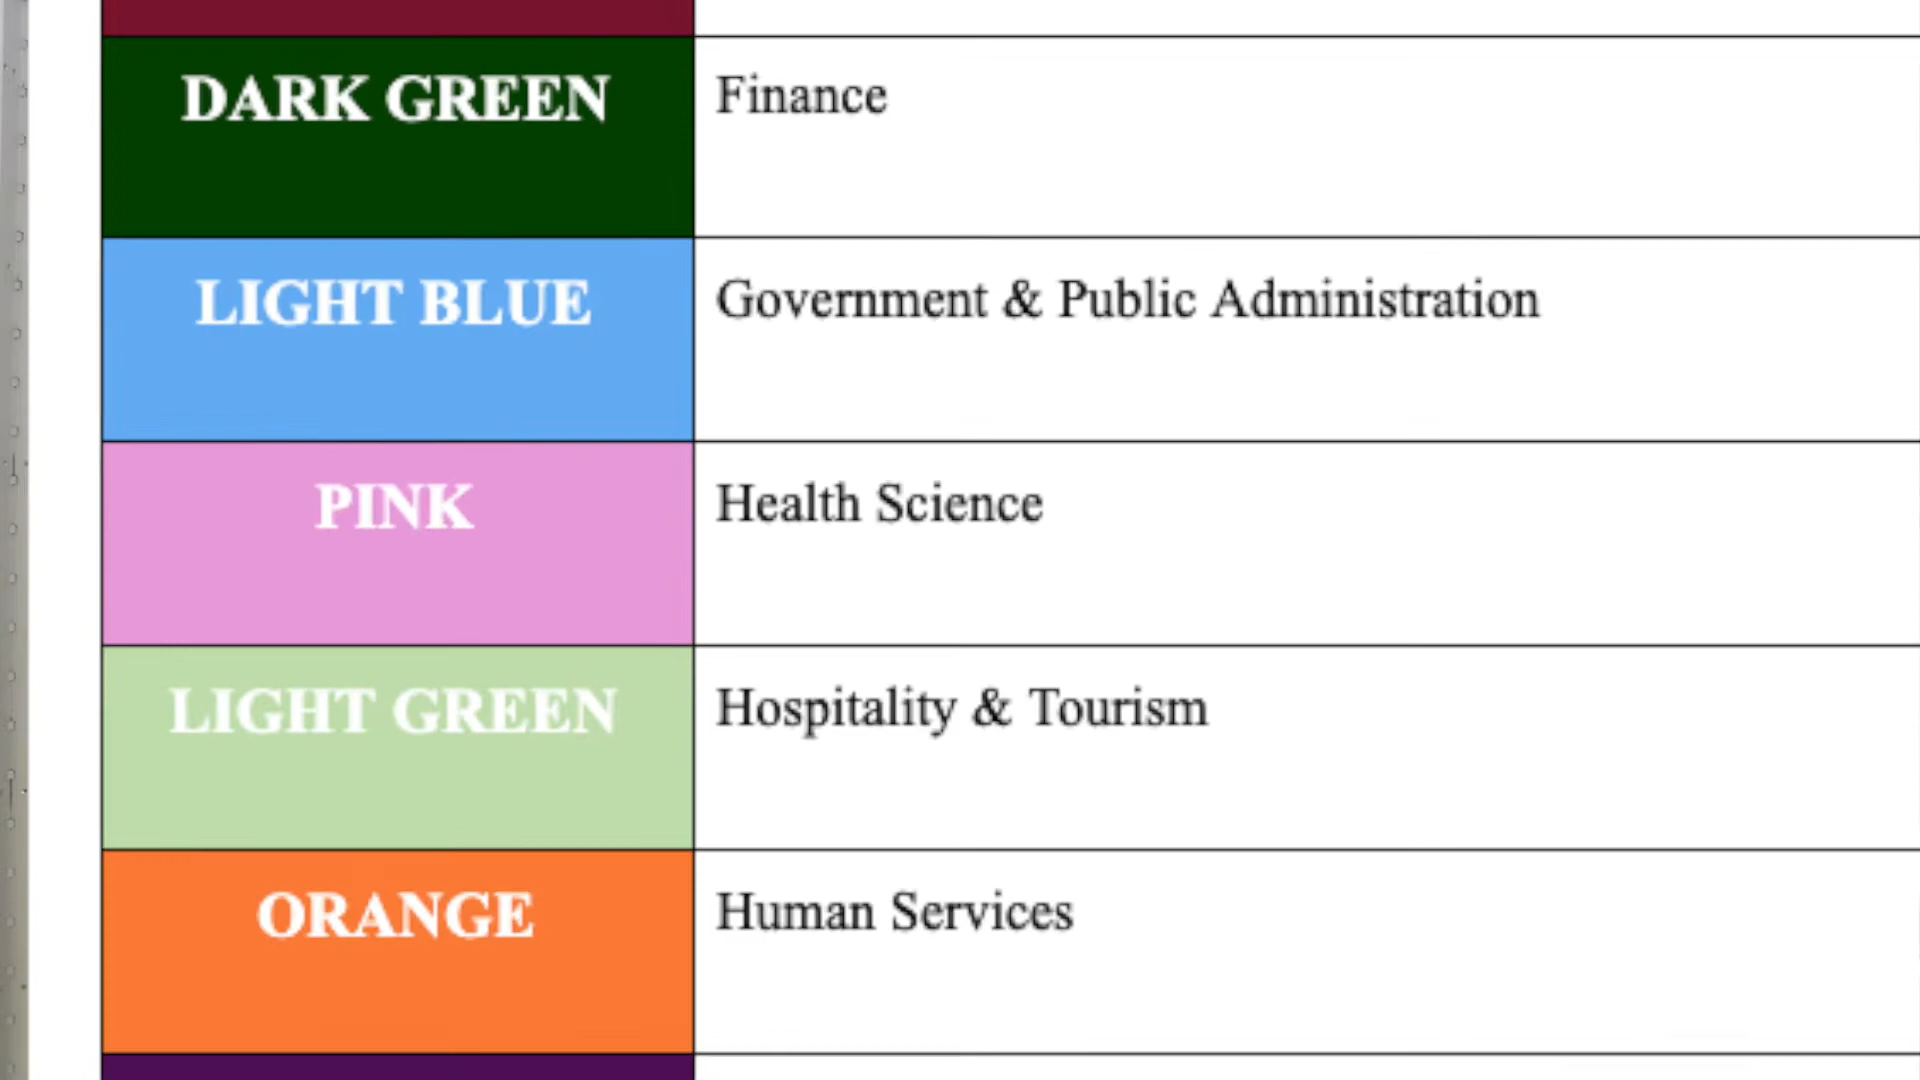 DARK GREEN Finance
LIGHT BLUE Government & Public Administration
PINK Health Science
LIGHT GREEN Hospitality & Tourism
ORANGE Human Services